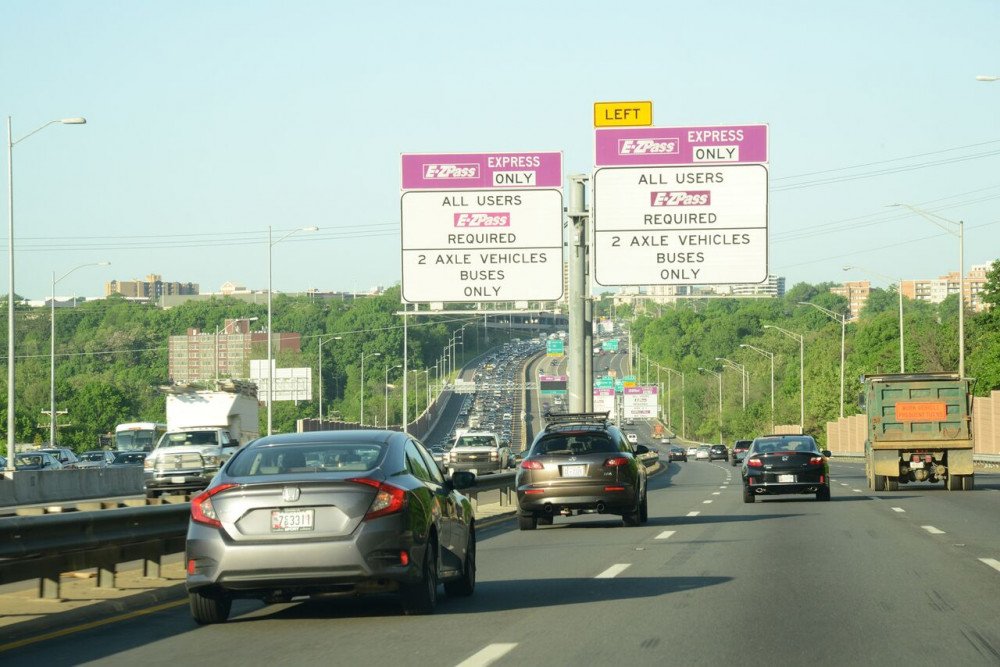 LEFT
E-ZPass EXPRESS
ONLY
ALL USERS
E-ZPass
REQUIRED
2 AXLE VEHICLES
BUSES
ONLY
E-ZPass EXPRESS
ONLY
ALL USERS
E-ZPass
REQUIRED
2 AXLE VEHICLES
BUSES
ONLY